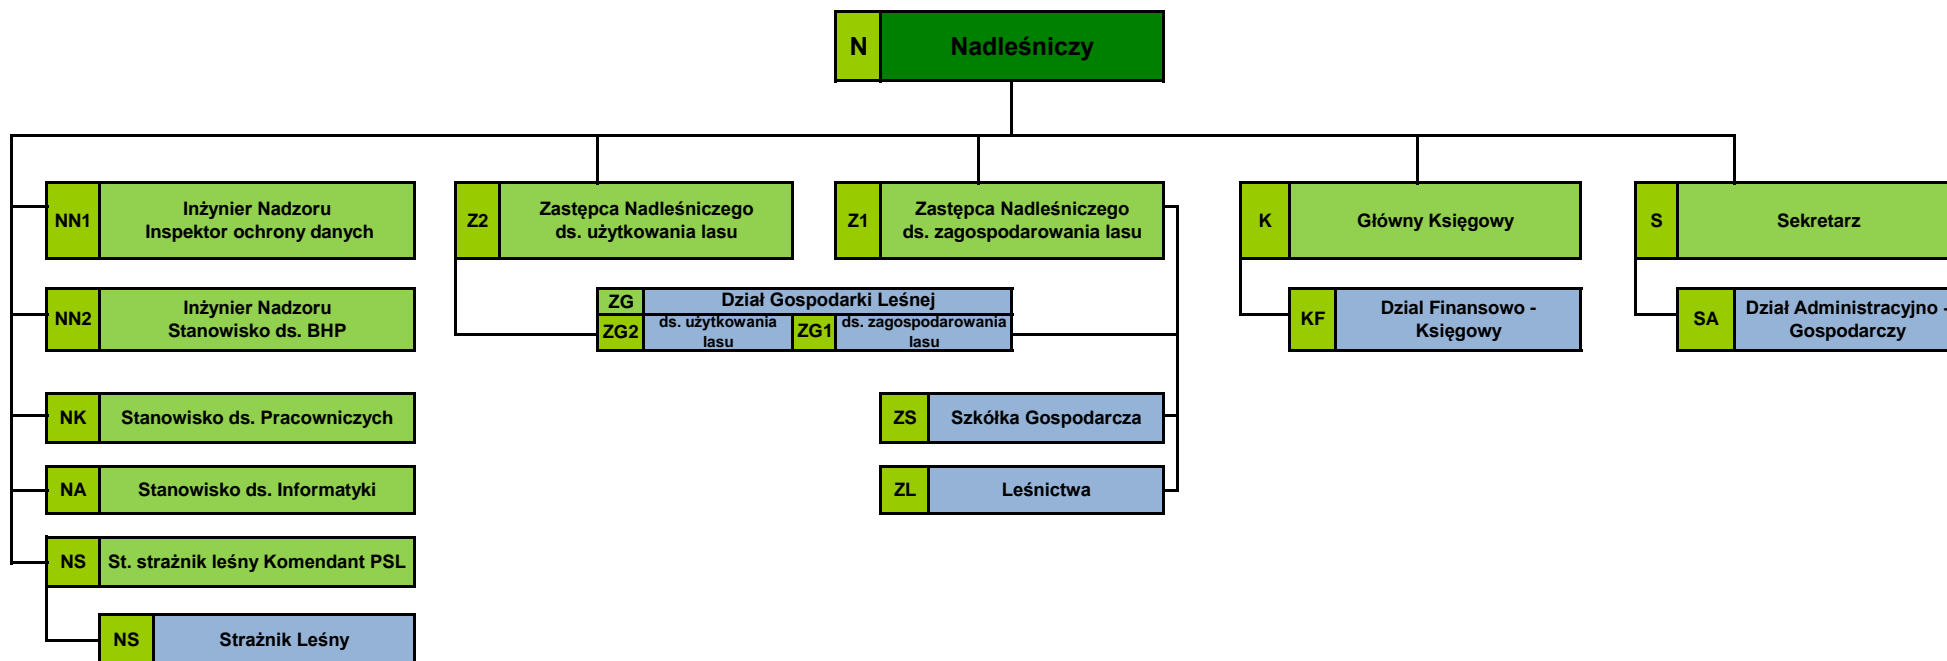 N
Nadleśniczy
NN1
Inżynier Nadzoru
Inspektor ochrony danych
Z2
Zastępca Nadleśniczego
ds. użytkowania lasu
Z1
Zastępca Nadleśniczego
ds. zagospodarowania lasu
K
Główny Księgowy
S
Sekretarz
NN2
Inżynier Nadzoru
Stanowisko ds. BHP
ZG
Dział Gospodarki Leśnej
ZG2
ds. użytkowania
lasu
ZG1
ds. zagospodarowania
lasu
KF
Dzial Finansowo -
Księgowy
SA
Dział Administracyjno -
Gospodarczy
NK
Stanowisko ds. Pracowniczych
ZS
Szkółka Gospodarcza
NA
Stanowisko ds. Informatyki
ZL
Leśnictwa
NS
St. strażnik leśny Komendant PSL
NS
Strażnik Leśny